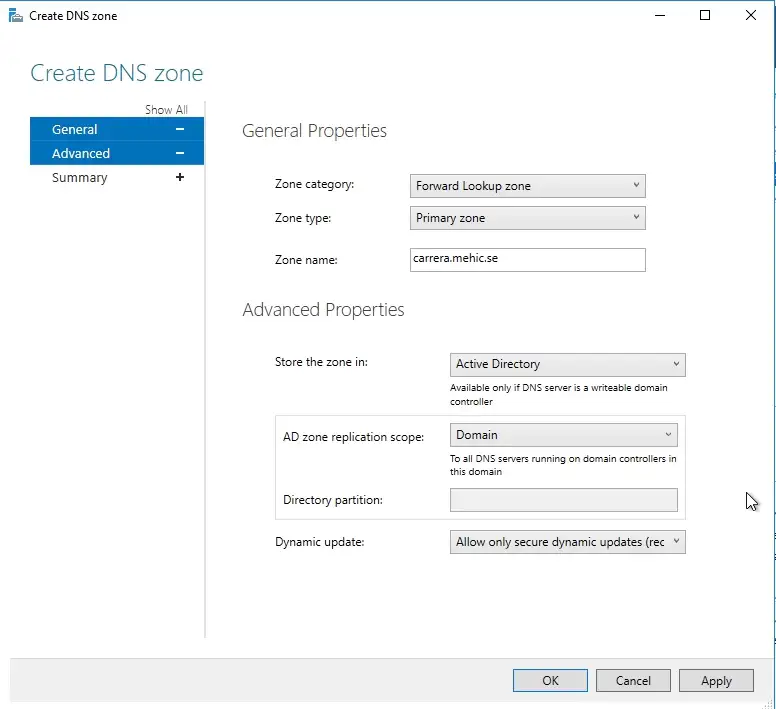 Create DNS zone
Create DNS zone
Show All
General
Advanced
Summary
General Properties
Zone category:
Forward Lookup zone
Zone type:
Primary zone
Zone name:
carrera.mehic.se
Advanced Properties
Store the zone in:
Active Directory
Available only if DNS server is a writeable domain
controller
AD zone replication scope:
Domain
To all DNS servers running on domain controllers in
this domain
Directory partition:
Dynamic update:
Allow only secure dynamic updates (rec
OK
Cancel
Apply